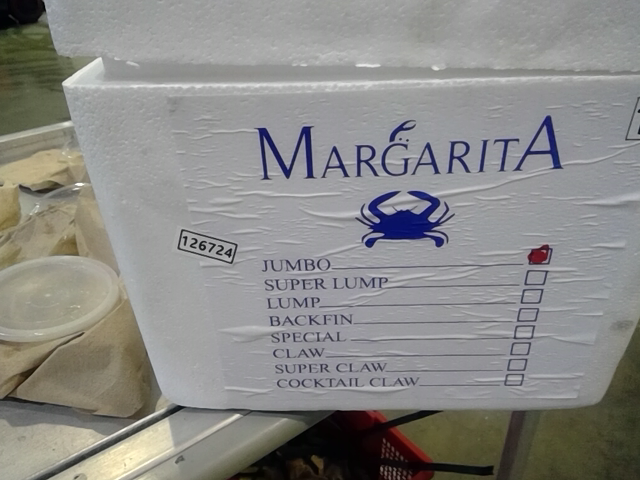 MARGARITA
126724
JUMBO
SUPER LUMP
LUMP
BACKFIN
SPECIAL
CLAW
SUPER CLAW
COCKTAIL CLAW